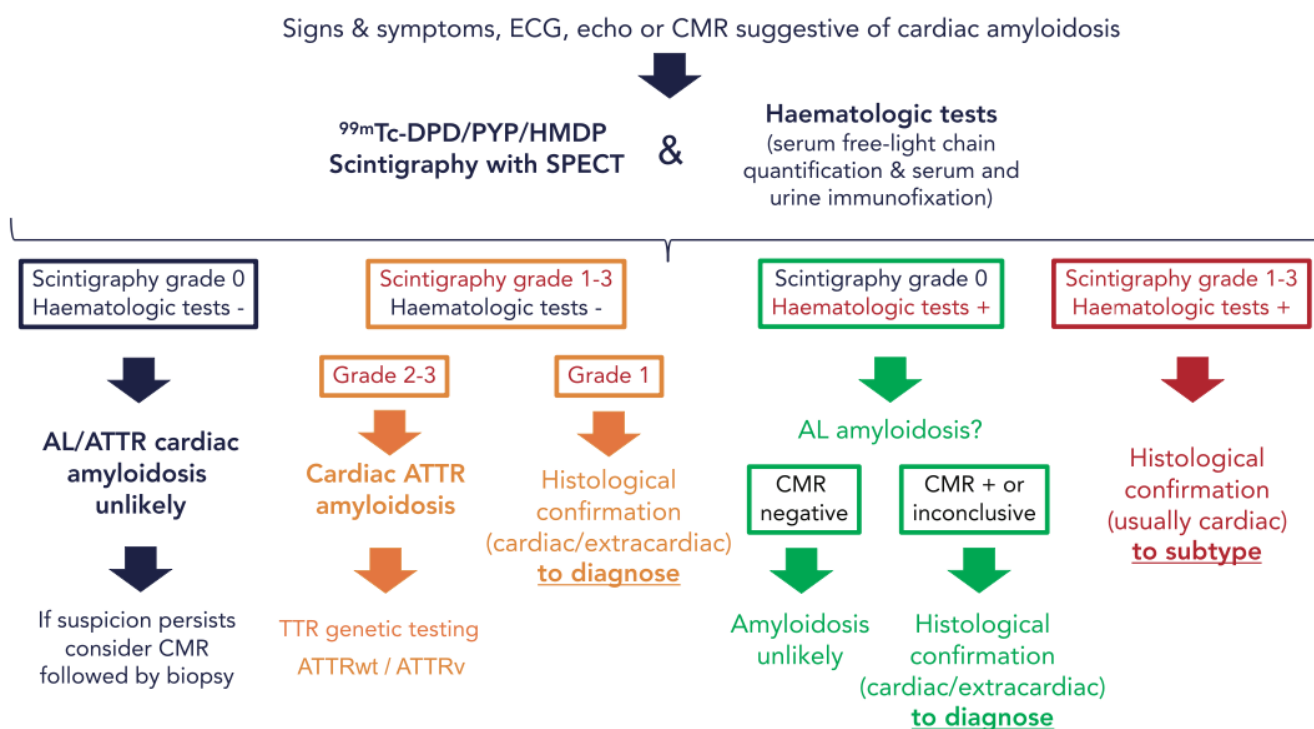 Signs & symptoms, ECG, echo or CMR suggestive of cardiac amyloidosis
99mTc-DPD/PYP/HMDP
Scintigraphy with SPECT
&
Haematologic tests
(serum free-light chain
quantification & serum and
urine immunofixation)
Scintigraphy grade 0
Haematologic tests -
AL/ATTR cardiac
amyloidosis
unlikely
If suspicion persists
consider CMR
followed by biopsy
Scintigraphy grade 1-3
Haematologic tests -
Grade 2-3
Cardiac ATTR
amyloidosis
TTR genetic testing
ATTRwt / ATTRv
Grade 1
Histological
confirmation
(cardiac/extracardiac)
to diagnose
Scintigraphy grade 0
Haematologic tests +
AL amyloidosis?
CMR
negative
Amyloidosis
unlikely
CMR + or
inconclusive
Histological
confirmation
(cardiac/extracardiac)
to diagnose
Scintigraphy grade 1-3
Haematologic tests +
Histological
confirmation
(usually cardiac)
to subtype